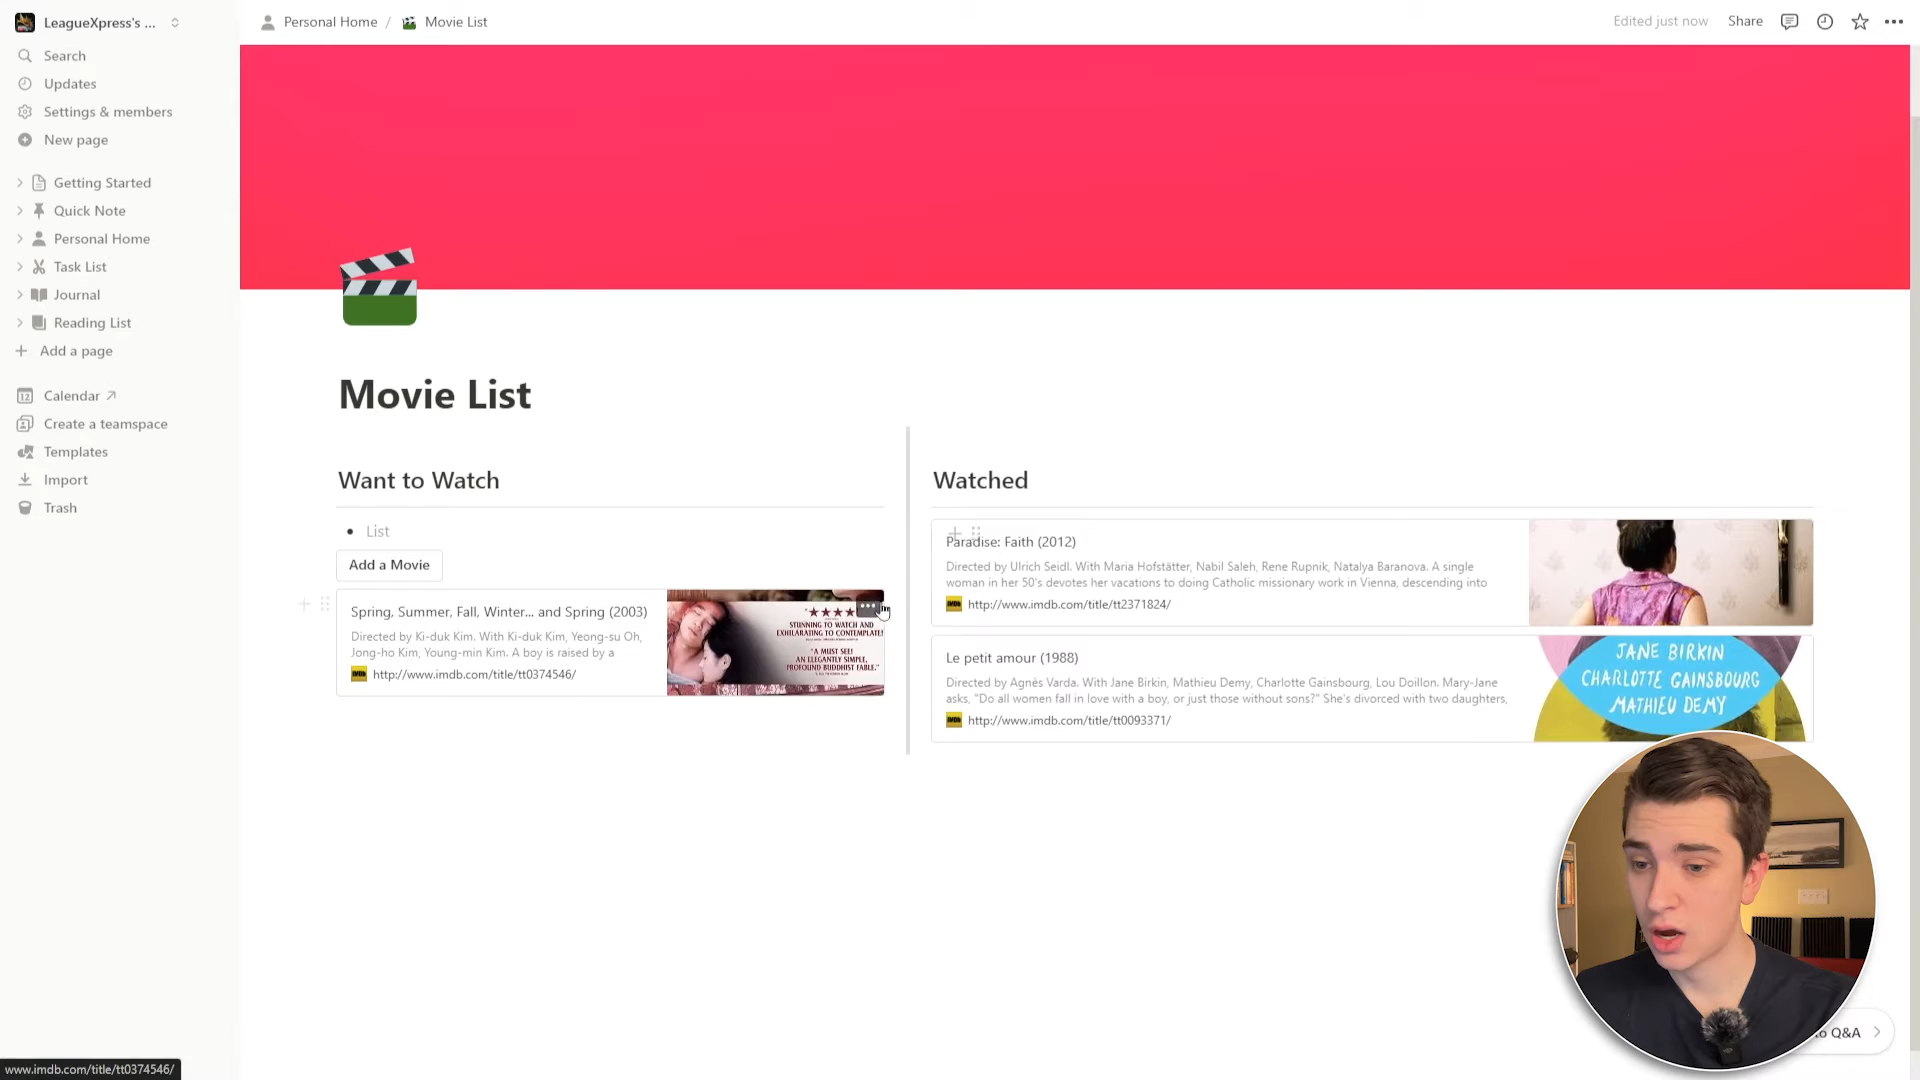 LeagueXpress's ...
Personal Home / Movie List
Edited just now
Share
Search
Updates
Settings & members
New page
Getting Started
Quick Note
Personal Home
Task List
Journal
Reading List
Add a page
12
Calendar
Create a teamspace
Templates
Import
Trash
Movie List
Want to Watch
List
Add a Movie
Spring, Summer, Fall, Winter... and Spring (2003)
Directed by Ki-duk Kim. With Ki-duk Kim, Yeong-su Oh,
Jong-ho Kim, Young-min Kim. A boy is raised by a
IMDb
http://www.imdb.com/title/tt0374546/
STUNNING TO WATCH AND
EXHILARATING TO CONTEMPLATE!
"A MUST SEE!
AN ELEGANTLY SIMPLE,
PROFOUND BUDDHIST FABLE."
Watched
Paradise: Faith (2012)
Directed by Ulrich Seidl. With Maria Hofstätter, Nabil Saleh, Rene Rupnik, Natalya Baranova. A single
woman in her 50's devotes her vacations to doing Catholic missionary work in Vienna, descending into
IMDb
http://www.imdb.com/title/tt2371824/
Le petit amour (1988)
Directed by Agnès Varda. With Jane Birkin, Mathieu Demy, Charlotte Gainsbourg, Lou Doillon. Mary-Jane
asks, "Do all women fall in love with a boy, or just those without sons?" She's divorced with two daughters,
IMDb
http://www.imdb.com/title/tt0093371/
JANE BIRKIN
CHARLOTTE GAINSBOURG
MATHIEU DEMY
Q&A
www.imdb.com/title/tt0374546/